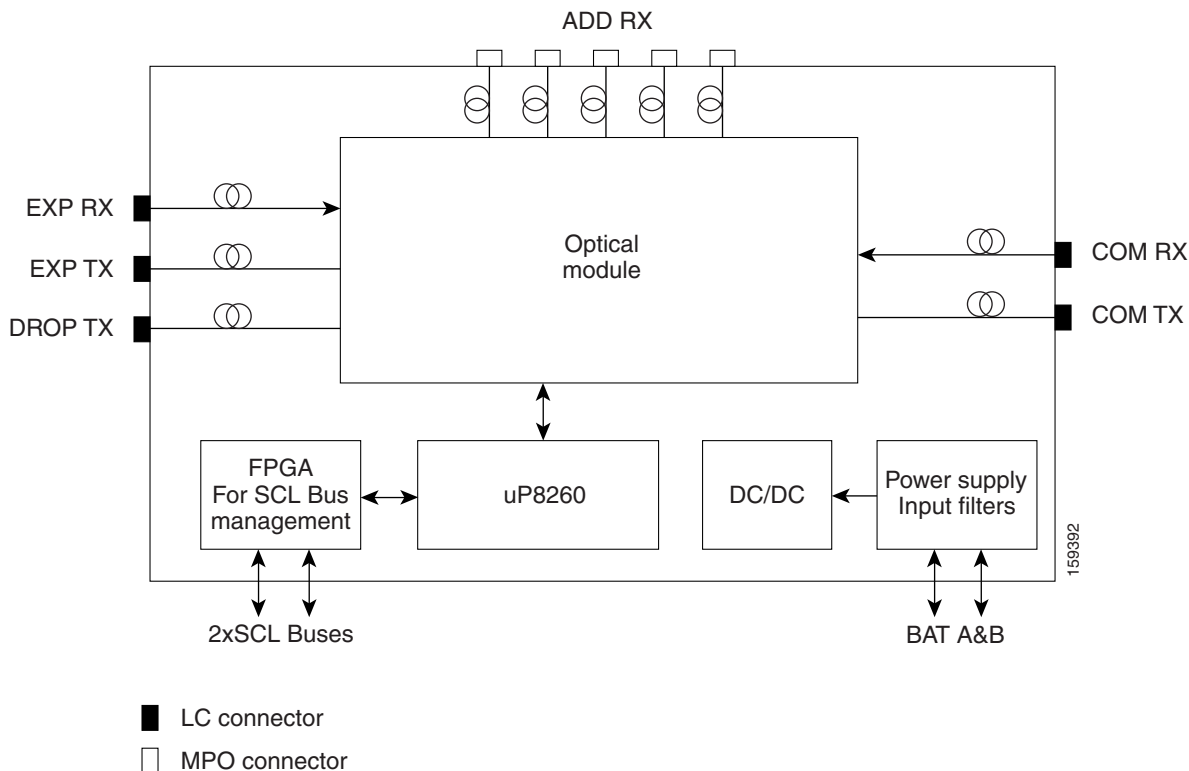 ADD RX
EXP RX
EXP TX
DROP TX
Optical
module
COM RX
COM TX
FPGA
For SCL Bus
management
uP8260
DC/DC
Power supply
Input filters
159392
2xSCL Buses
BAT A&B
LC connector
MPO connector